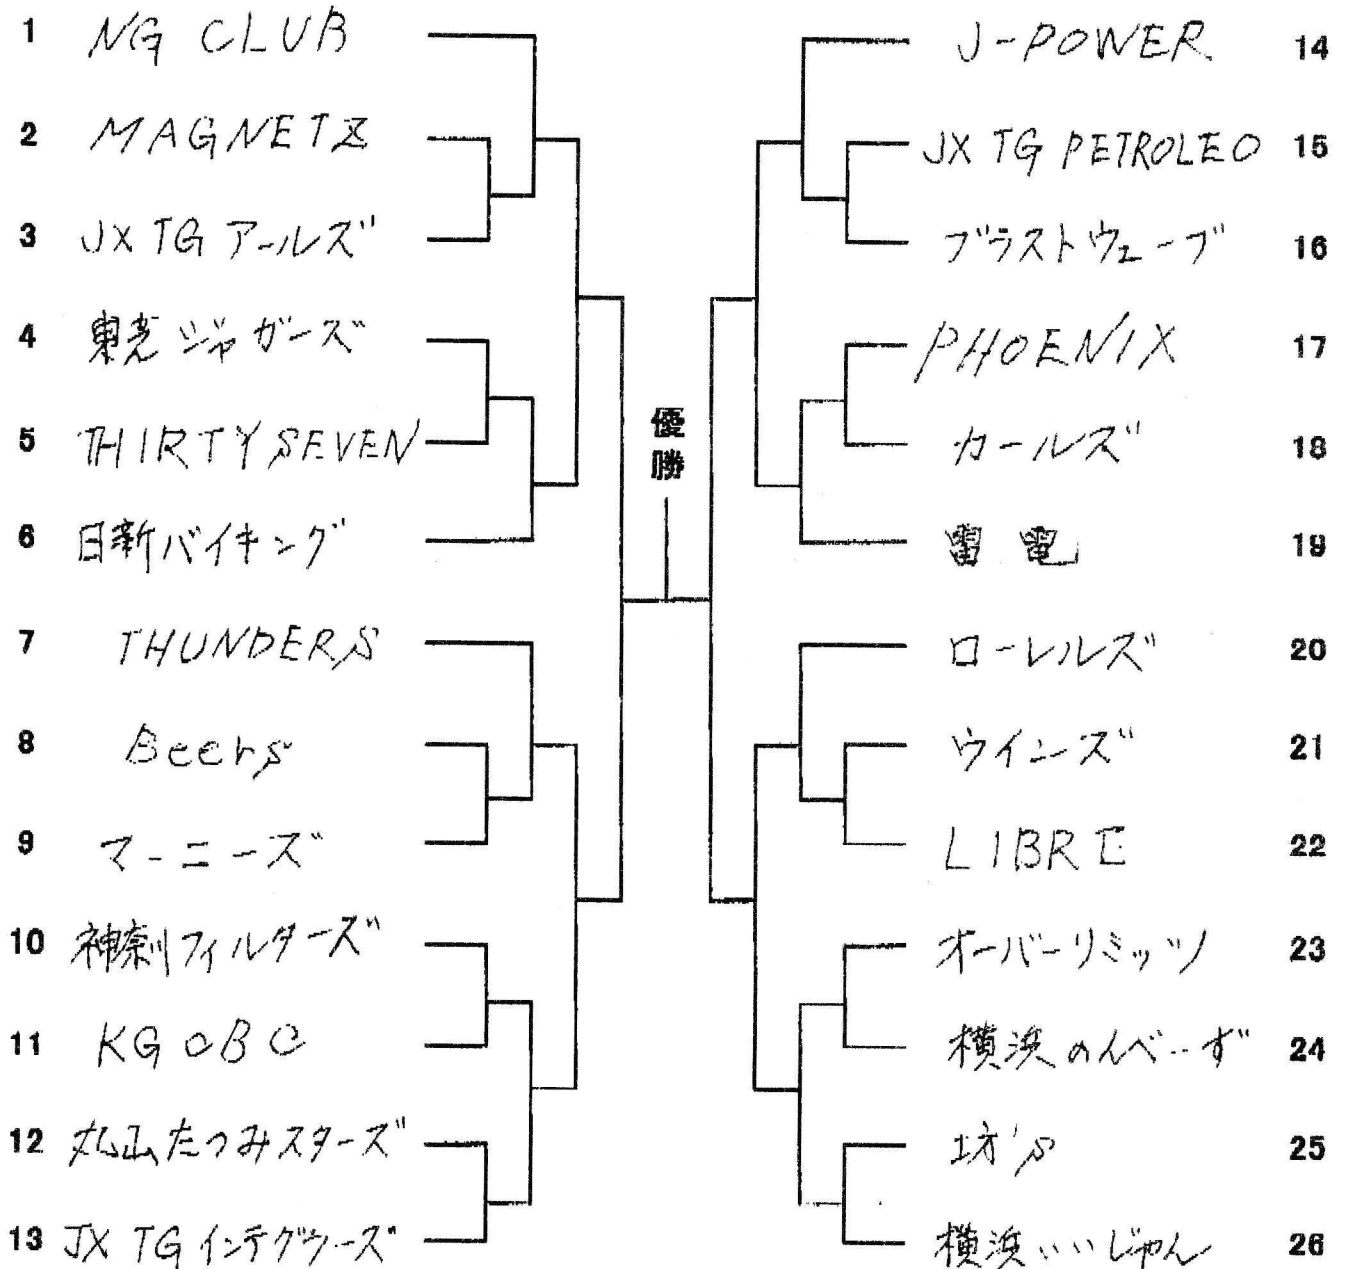 1 NG CLUB
2 MAGNETZ
3 JX TG アールズ
4 東芝ジャガーズ
5 THIRTY SEVEN
6 日新バイキング
7 THUNDERS
8 Beers
9 マーニーズ
10 神奈川フィルターズ
11 KG OBC
12 丸山たつみスターズ
13 JX TG インテグラーズ
優勝
J-POWER 14
JX TG PETROLEO 15
ブラストウェーブ 16
PHOENIX 17
カールズ 18
雷電 19
ローレルズ 20
ウインズ 21
LIBRE 22
オーバーリミッツ 23
横浜のんべーず 24
坊's 25
横浜いいじゃん 26